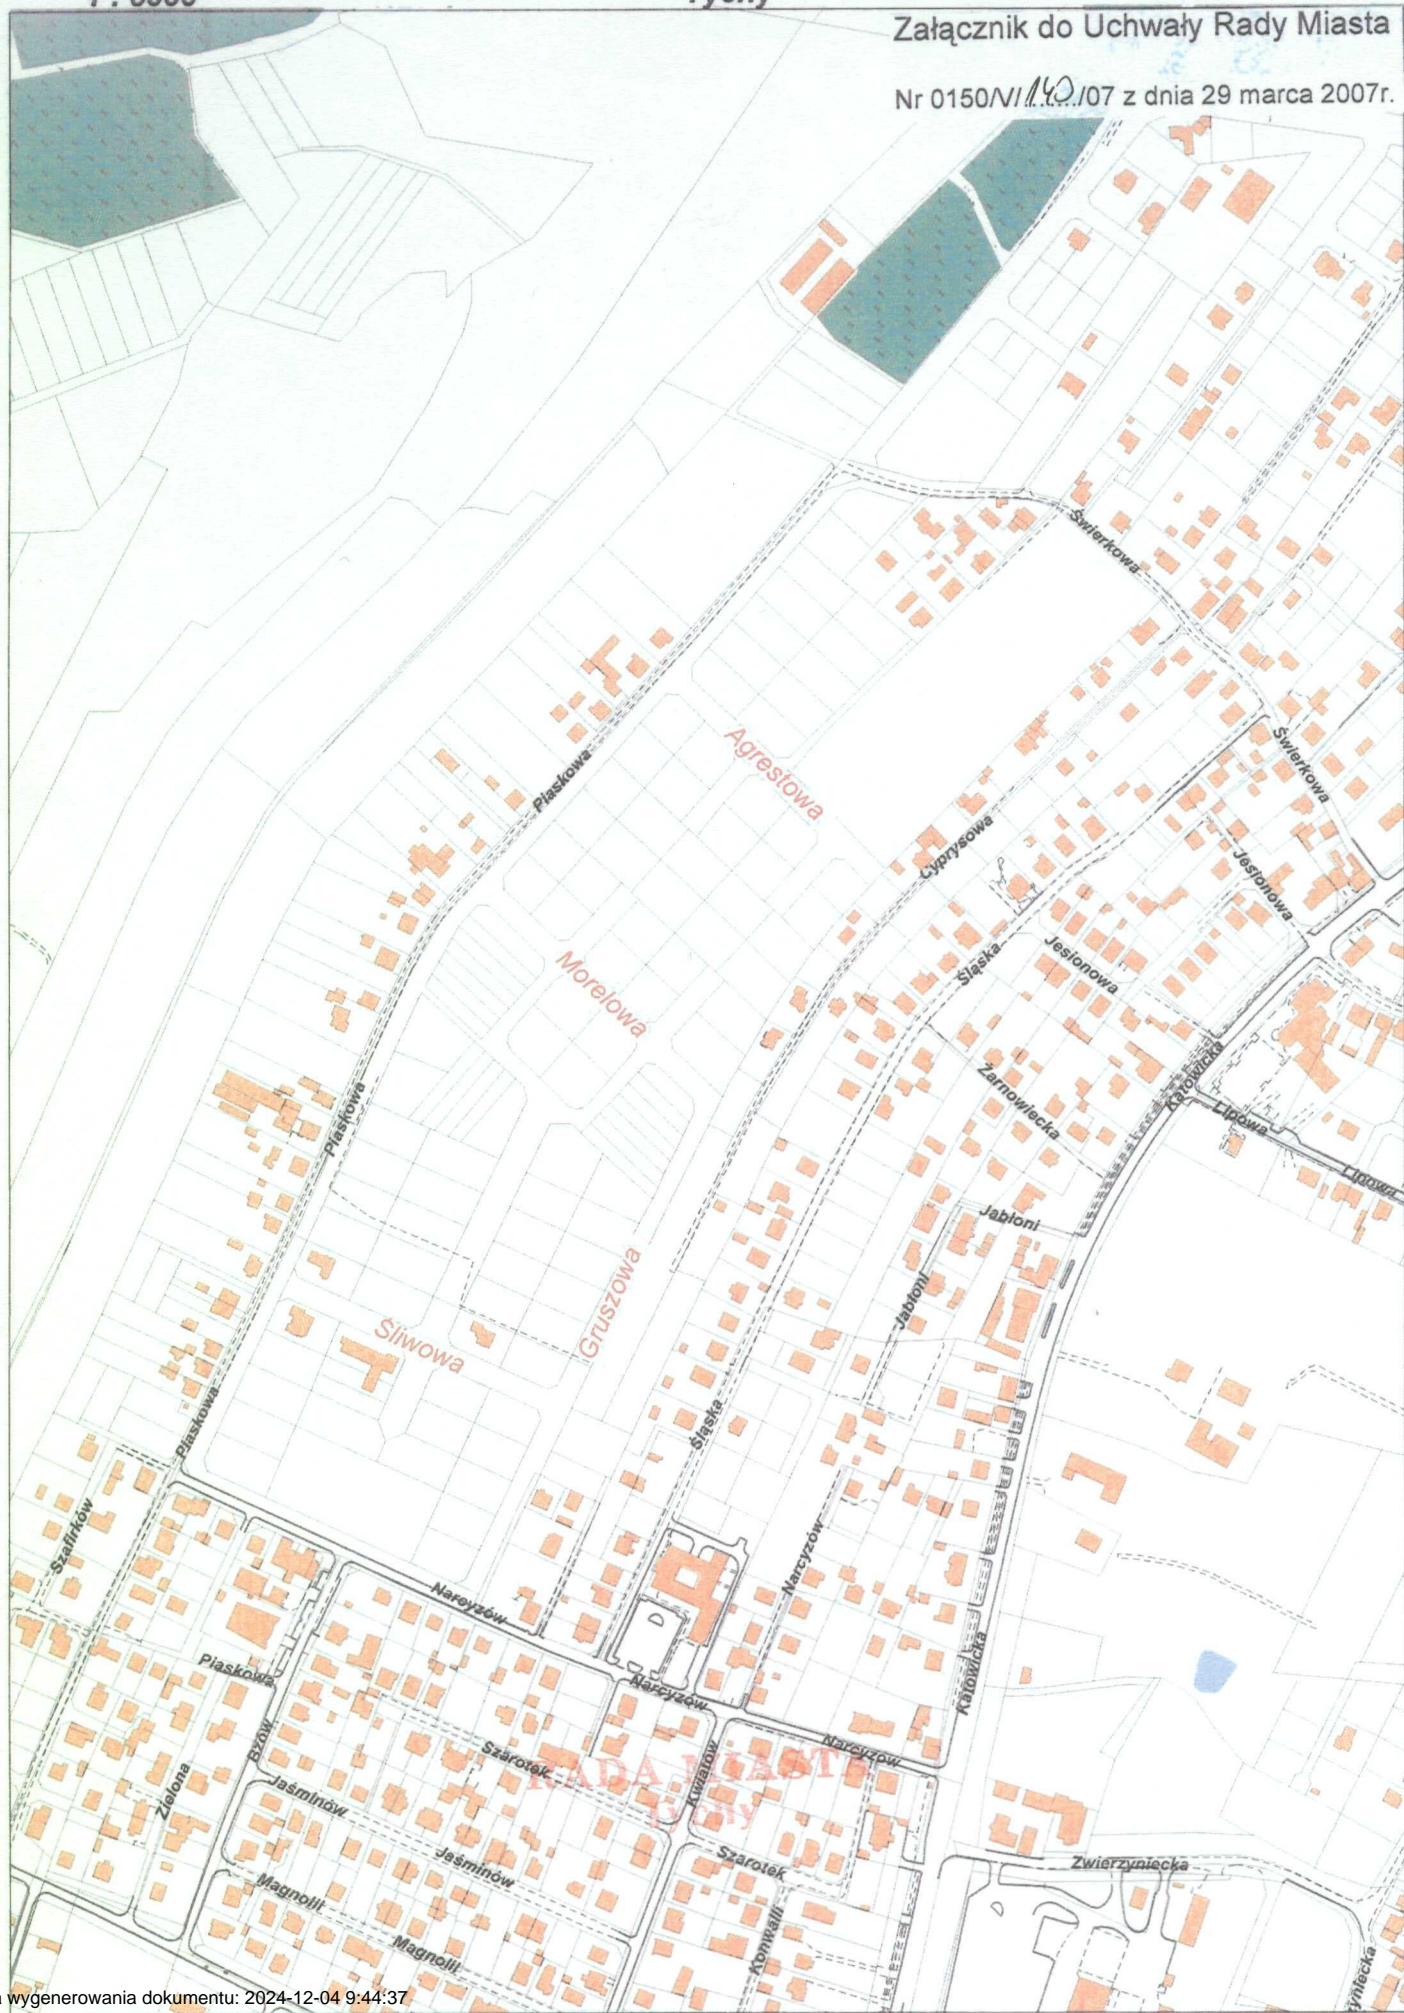 Załącznik do Uchwały Rady Miasta
Nr 0150/V/140/07 z dnia 29 marca 2007r.
Świerkowa
Agrestowa
Świerkowa
Piaskowa
Cyprysowa
Jesionowa
Morelowa
Śląska
Jesionowa
Katowicka
Żarnowiecka
Piaskowa
Lipowa
Lipowa
Jabłoni
Jabłoni
Gruszowa
Śliwowa
Piaskowa
Śląska
Szafirków
Narcyzów
Narcyzów
Piaskowa
Katowicka
Narcyzów
Bzów
Szarotek
Narcyzów
Kwiatów
RADA MIASTA
Tychy
Zielona
Jaśminów
Jaśminów
Szarotek
Zwierzyniecka
Magnolii
Magnolii
Konwalii
wygenerowania dokumentu: 2024-12-04 9:44:37